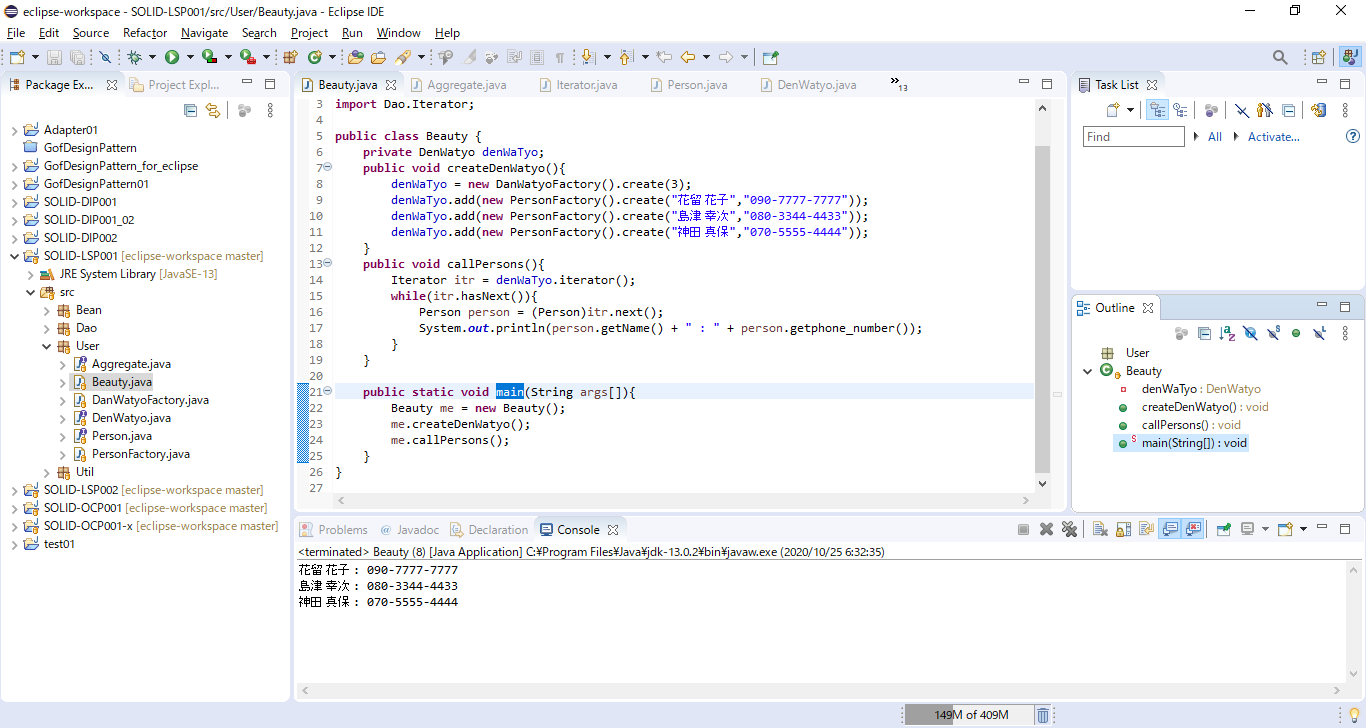 eclipse-workspace - SOLID-LSP001/src/User/Beauty.java - Eclipse IDE
File Edit Source Refactor Navigate Search Project Run Window Help
Package Ex... Project Expl...
Adapter01
GofDesignPattern
GofDesignPattern_for_eclipse
GofDesignPattern01
SOLID-DIP001
SOLID-DIP001_02
SOLID-DIP002
SOLID-LSP001 [eclipse-workspace master]
JRE System Library [JavaSE-13]
src
Bean
Dao
User
Aggregate.java
Beauty.java
DanWatyoFactory.java
DenWatyo.java
Person.java
PersonFactory.java
Util
SOLID-LSP002 [eclipse-workspace master]
SOLID-OCP001 [eclipse-workspace master]
SOLID-OCP001-x [eclipse-workspace master]
test01
Beauty.java Aggregate.java Iterator.java Person.java DenWatyo.java »13
3 import Dao.Iterator;
4
5 public class Beauty {
6 private DenWatyo denWaTyo;
7 public void createDenWatyo(){
8 denWaTyo = new DanWatyoFactory().create(3);
9 denWaTyo.add(new PersonFactory().create("花留 花子","090-7777-7777"));
10 denWaTyo.add(new PersonFactory().create("島津 幸次","080-3344-4433"));
11 denWaTyo.add(new PersonFactory().create("神田 真保","070-5555-4444"));
12 }
13 public void callPersons(){
14 Iterator itr = denWaTyo.iterator();
15 while(itr.hasNext()){
16 Person person = (Person)itr.next();
17 System.out.println(person.getName() + " : " + person.getphone_number());
18 }
19 }
20
21 public static void main(String args[]){
22 Beauty me = new Beauty();
23 me.createDenWatyo();
24 me.callPersons();
25 }
26 }
27
Task List
Find All Activate...
Outline
User
Beauty
denWaTyo : DenWatyo
createDenWatyo() : void
callPersons() : void
main(String[]) : void
Problems Javadoc Declaration Console
<terminated> Beauty (8) [Java Application] C:¥Program Files¥Java¥jdk-13.0.2¥bin¥javaw.exe (2020/10/25 6:32:35)
花留 花子 : 090-7777-7777
島津 幸次 : 080-3344-4433
神田 真保 : 070-5555-4444
149M of 409M